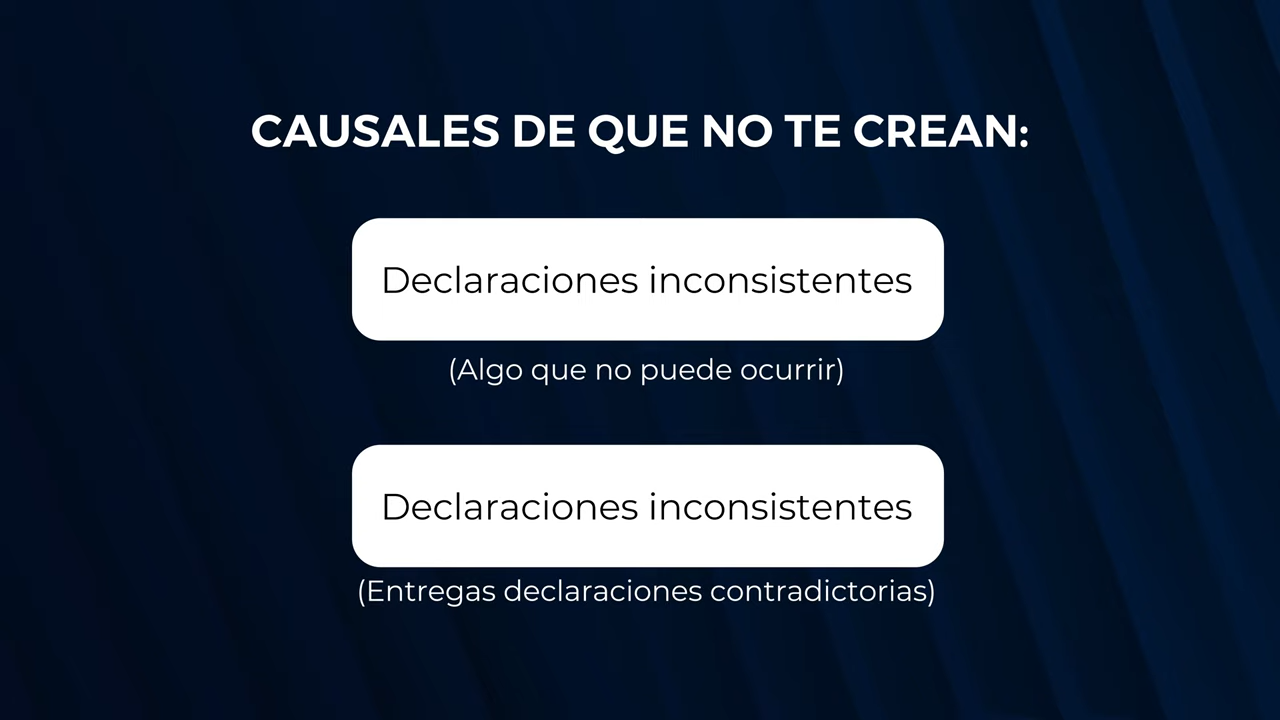 CAUSALES DE QUE NO TE CREAN:
Declaraciones inconsistentes
(Algo que no puede ocurrir)
Declaraciones inconsistentes
(Entregas declaraciones contradictorias)